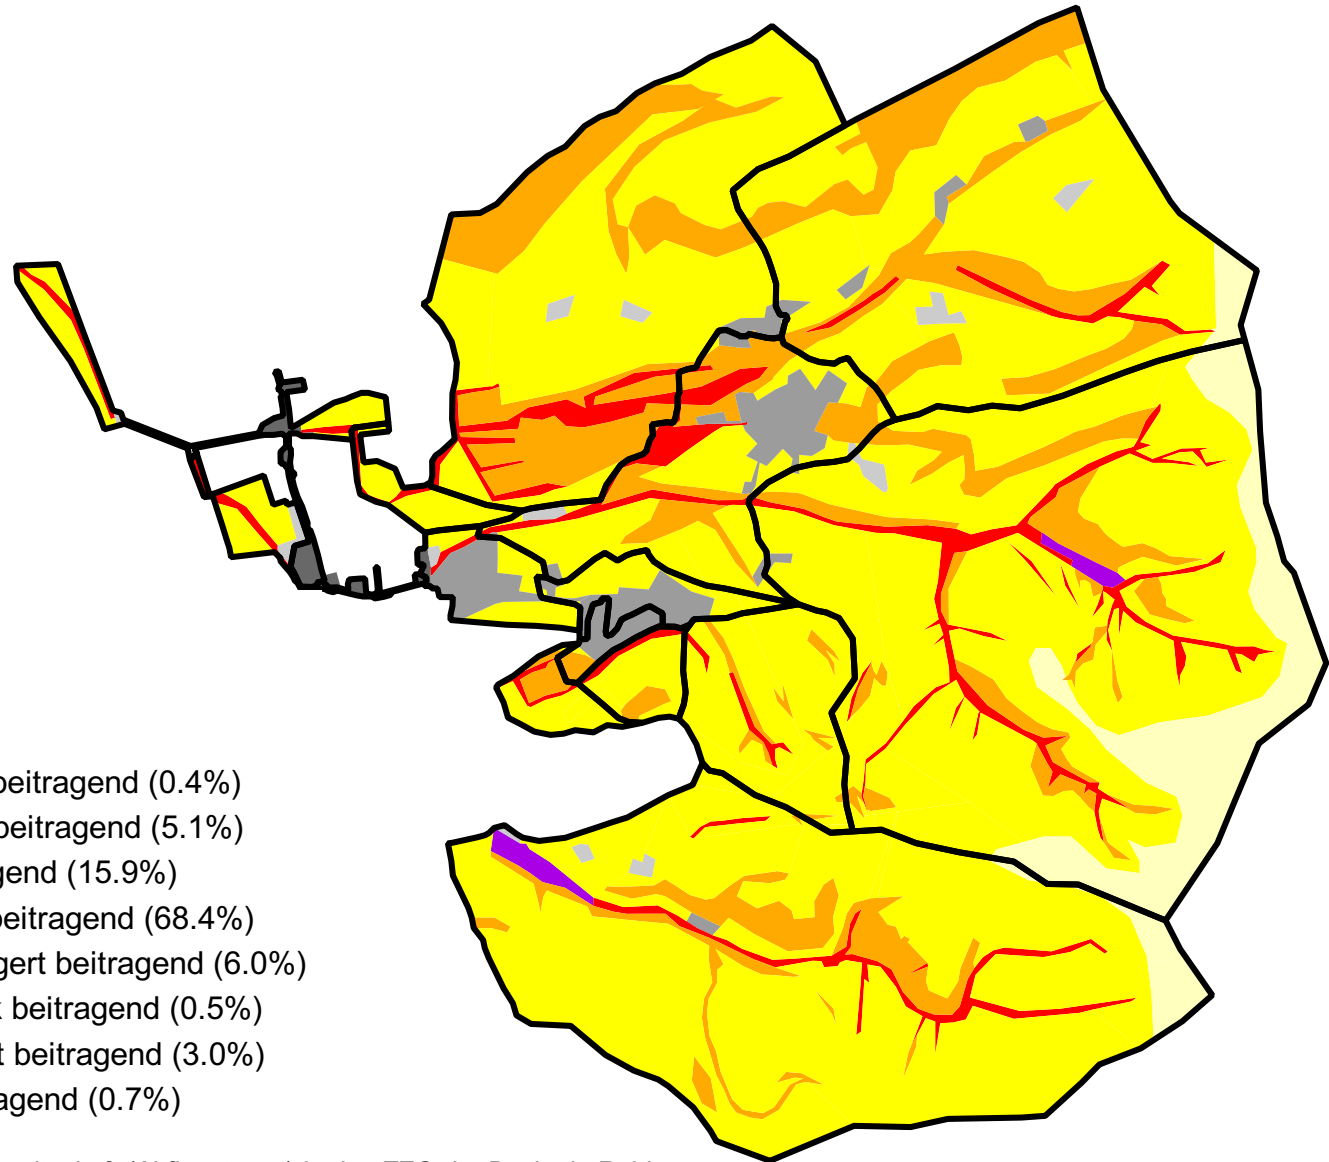 beitragend (0.4%)
beitragend (5.1%)
gend (15.9%)
beitragend (68.4%)
gert beitragend (6.0%)
beitragend (0.5%)
t beitragend (3.0%)
agend (0.7%)